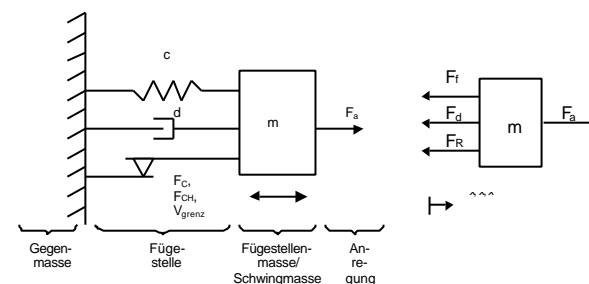 c
d
m
Fa
FC,
FCH,
Vgrenz
Gegen-
masse
Füge-
stelle
Fügestellen-
masse/
Schwingmasse
An-
re-
gung
Ff
Fd
FR
m
Fa